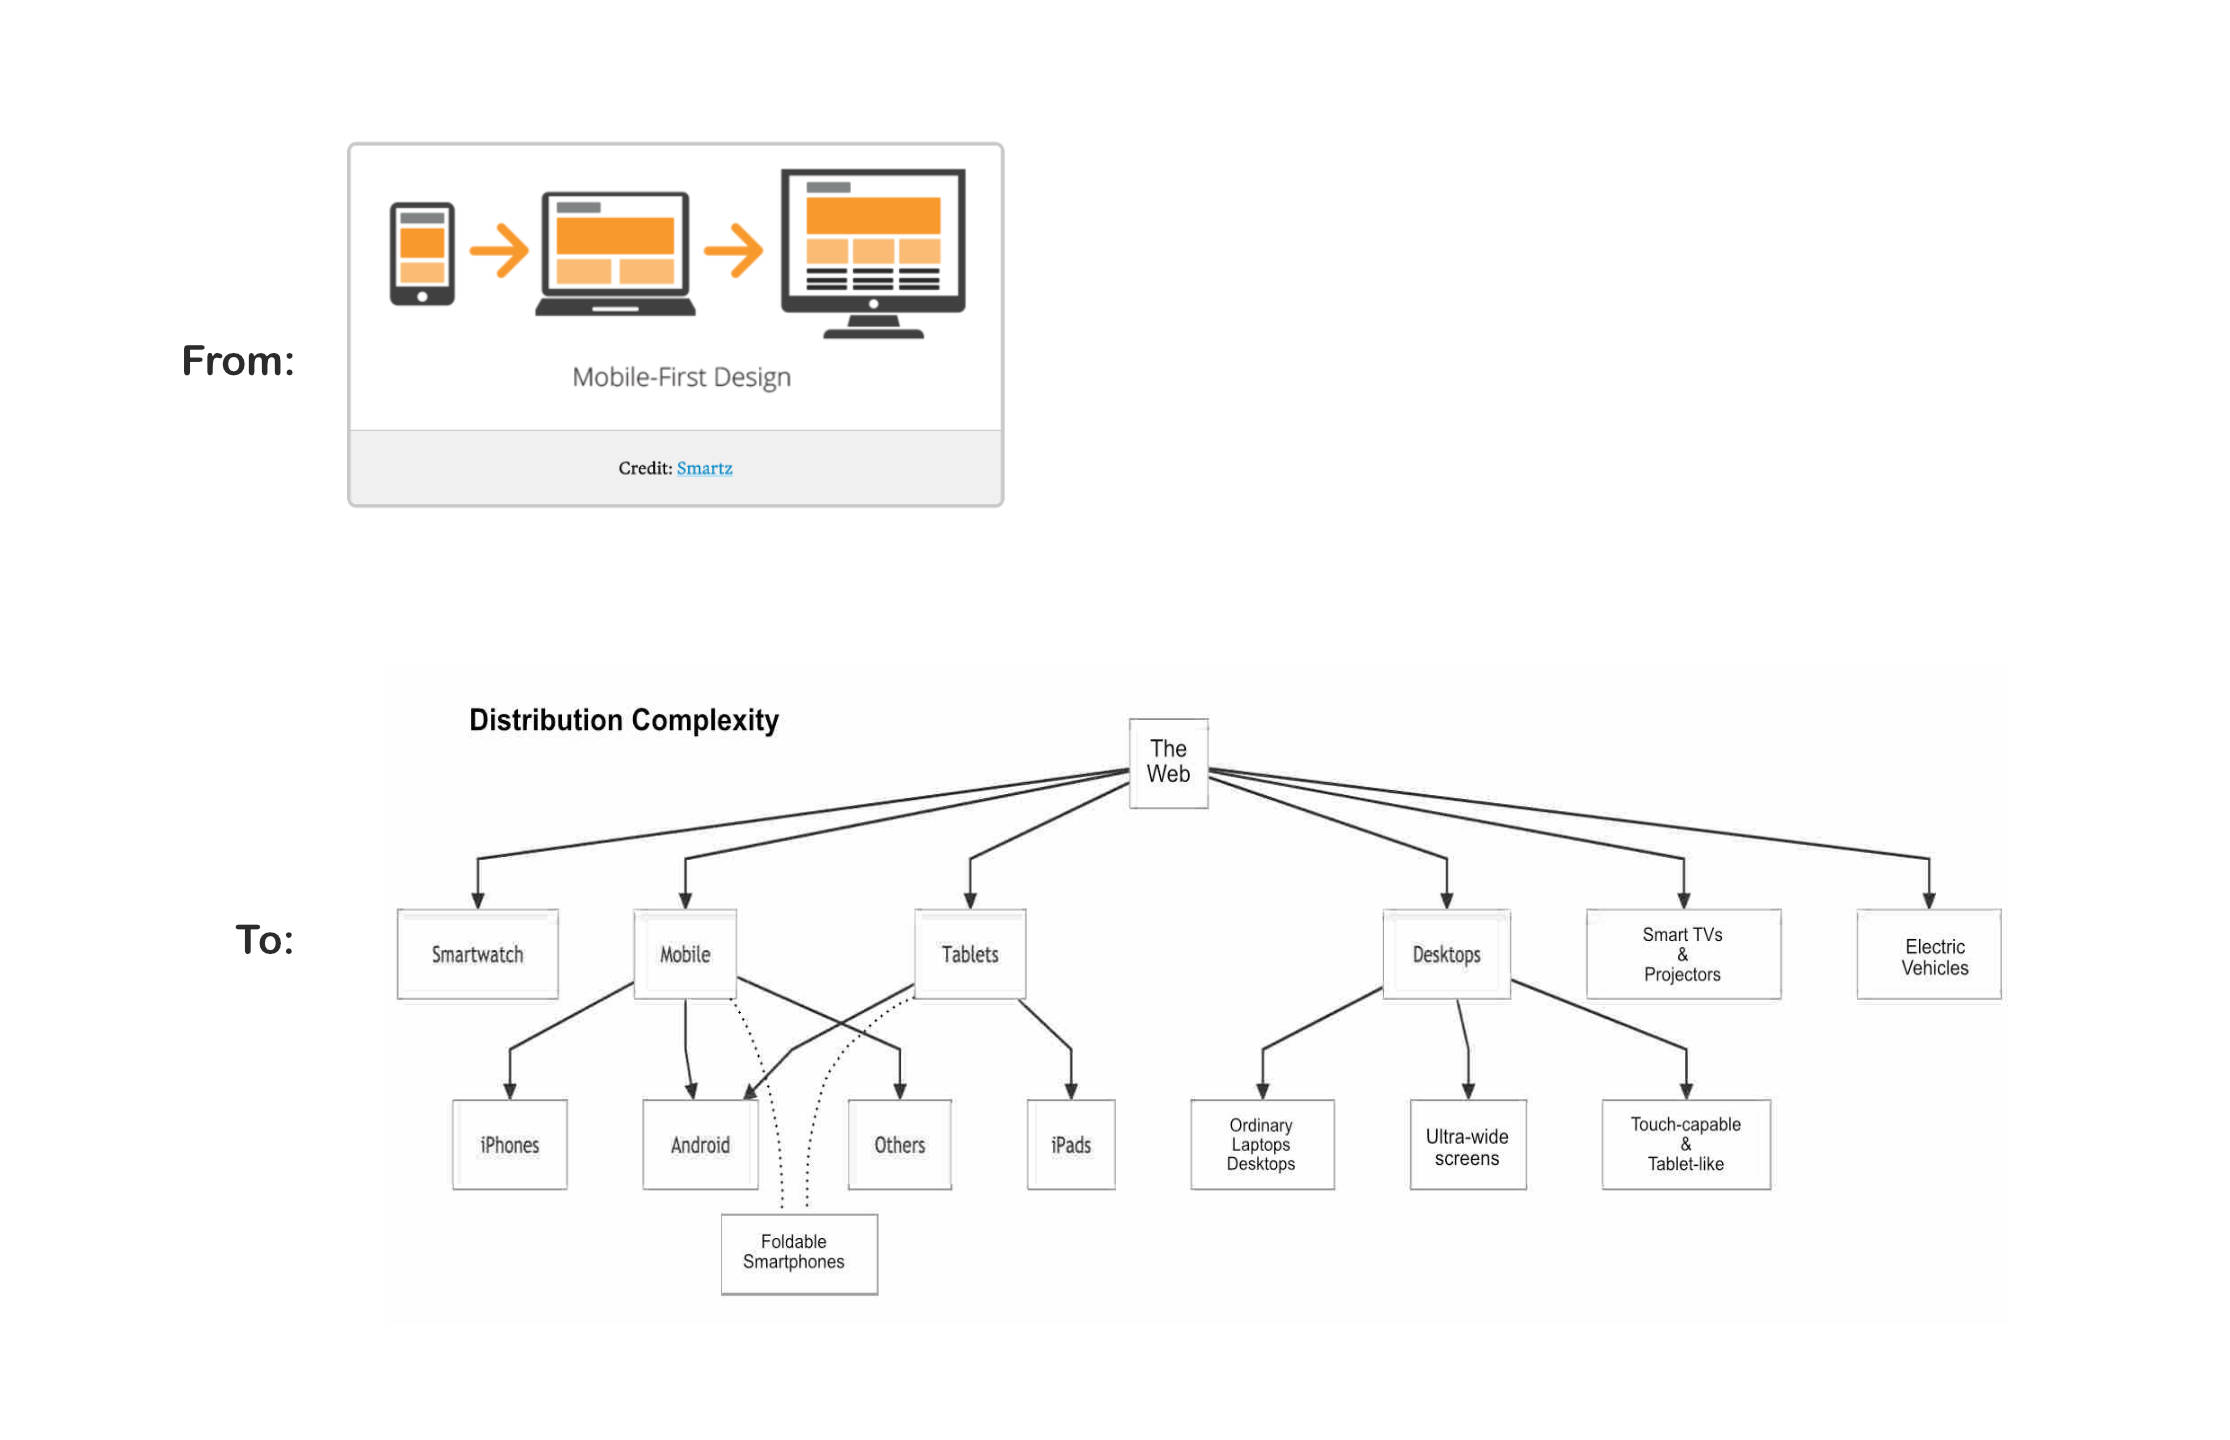 From:
Mobile-First Design
Credit: Smartz
To:
Distribution Complexity
The
Web
Smartwatch
Mobile
Tablets
Desktops
Smart TVs
&
Projectors
Electric
Vehicles
iPhones
Android
Others
iPads
Ordinary
Laptops
Desktops
Ultra-wide
screens
Touch-capable
&
Tablet-like
Foldable
Smartphones